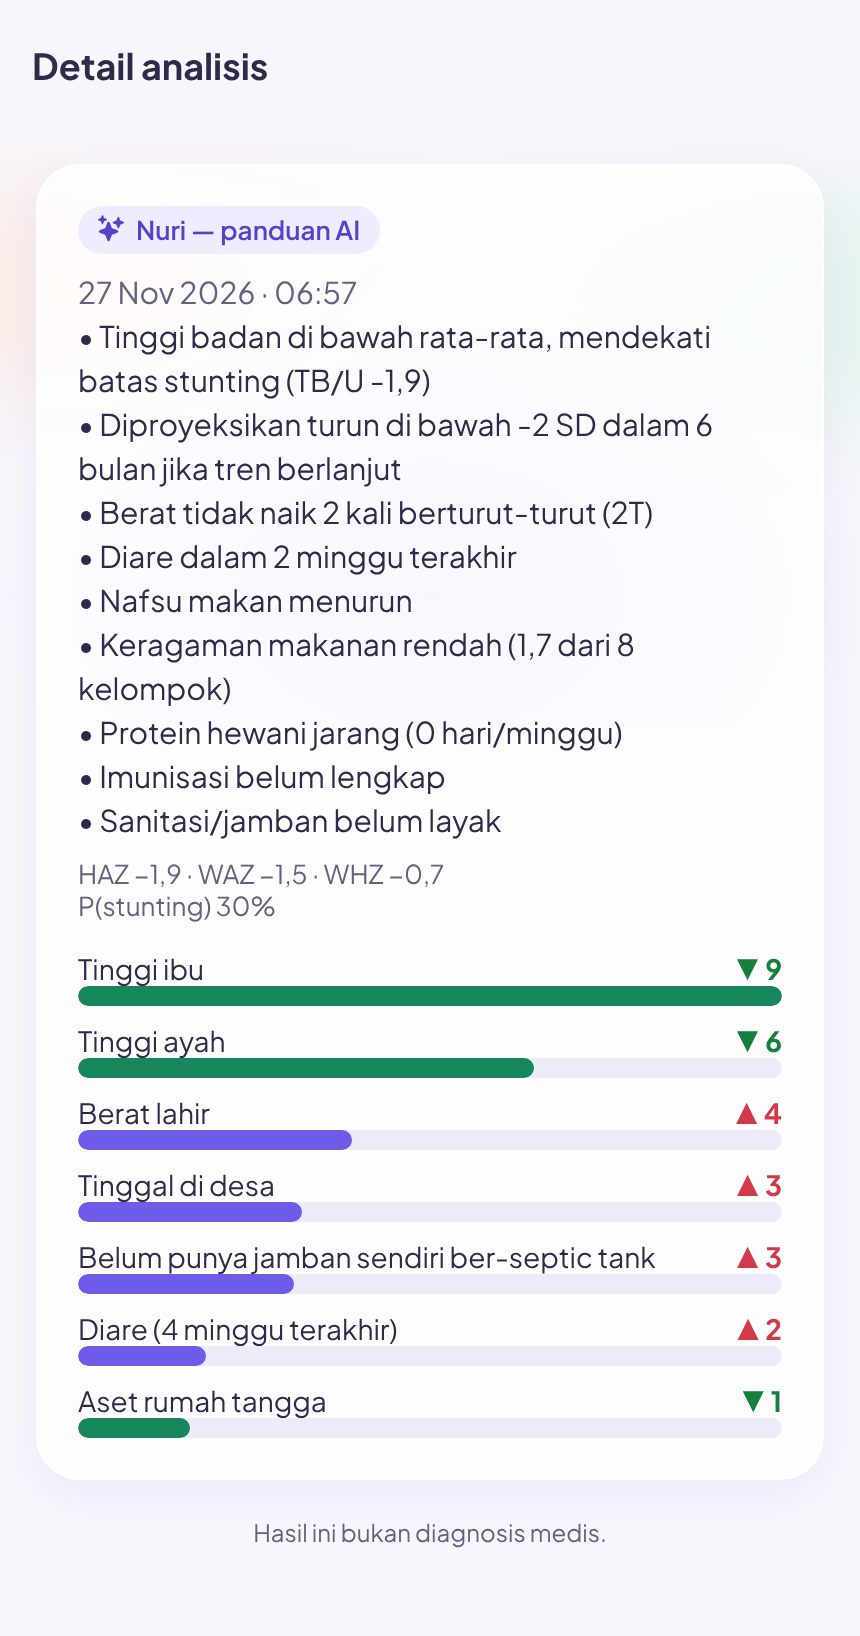 Detail analisis
Nuri — panduan AI
27 Nov 2026 · 06:57
• Tinggi badan di bawah rata-rata, mendekati
batas stunting (TB/U -1,9)
• Diproyeksikan turun di bawah -2 SD dalam 6
bulan jika tren berlanjut
• Berat tidak naik 2 kali berturut-turut (2T)
• Diare dalam 2 minggu terakhir
• Nafsu makan menurun
• Keragaman makanan rendah (1,7 dari 8
kelompok)
• Protein hewani jarang (0 hari/minggu)
• Imunisasi belum lengkap
• Sanitasi/jamban belum layak
HAZ −1,9 · WAZ −1,5 · WHZ −0,7
P(stunting) 30%
Tinggi ibu ▼ 9
Tinggi ayah ▼ 6
Berat lahir ▲ 4
Tinggal di desa ▲ 3
Belum punya jamban sendiri ber-septic tank ▲ 3
Diare (4 minggu terakhir) ▲ 2
Aset rumah tangga ▼ 1
Hasil ini bukan diagnosis medis.